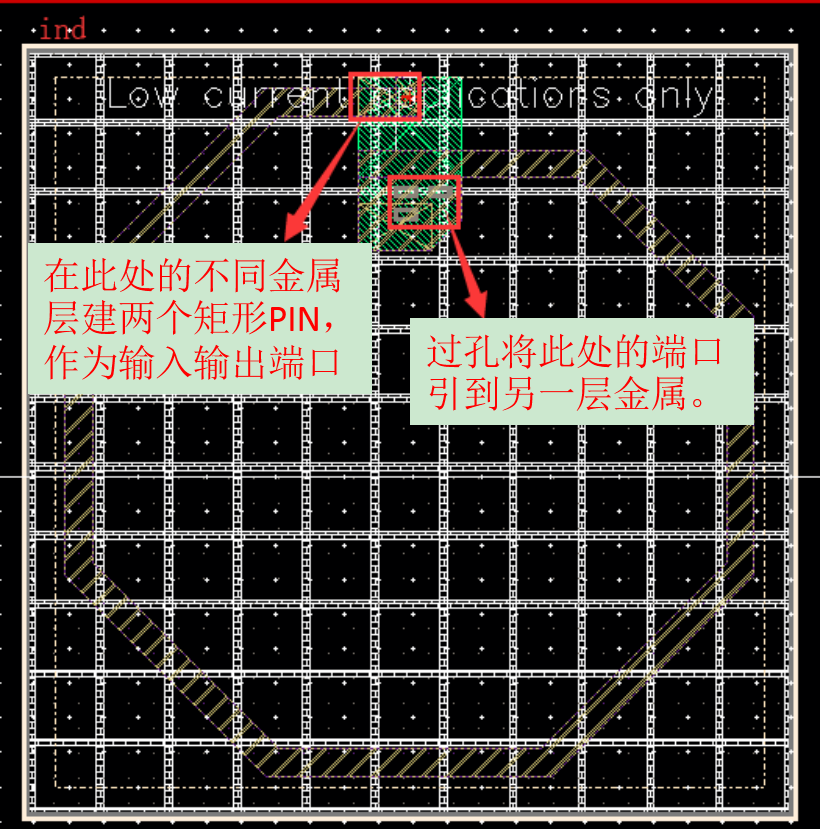 ind
Low current applications only
在此处的不同金属
层建两个矩形PIN，
作为输入输出端口
过孔将此处的端口
引到另一层金属。